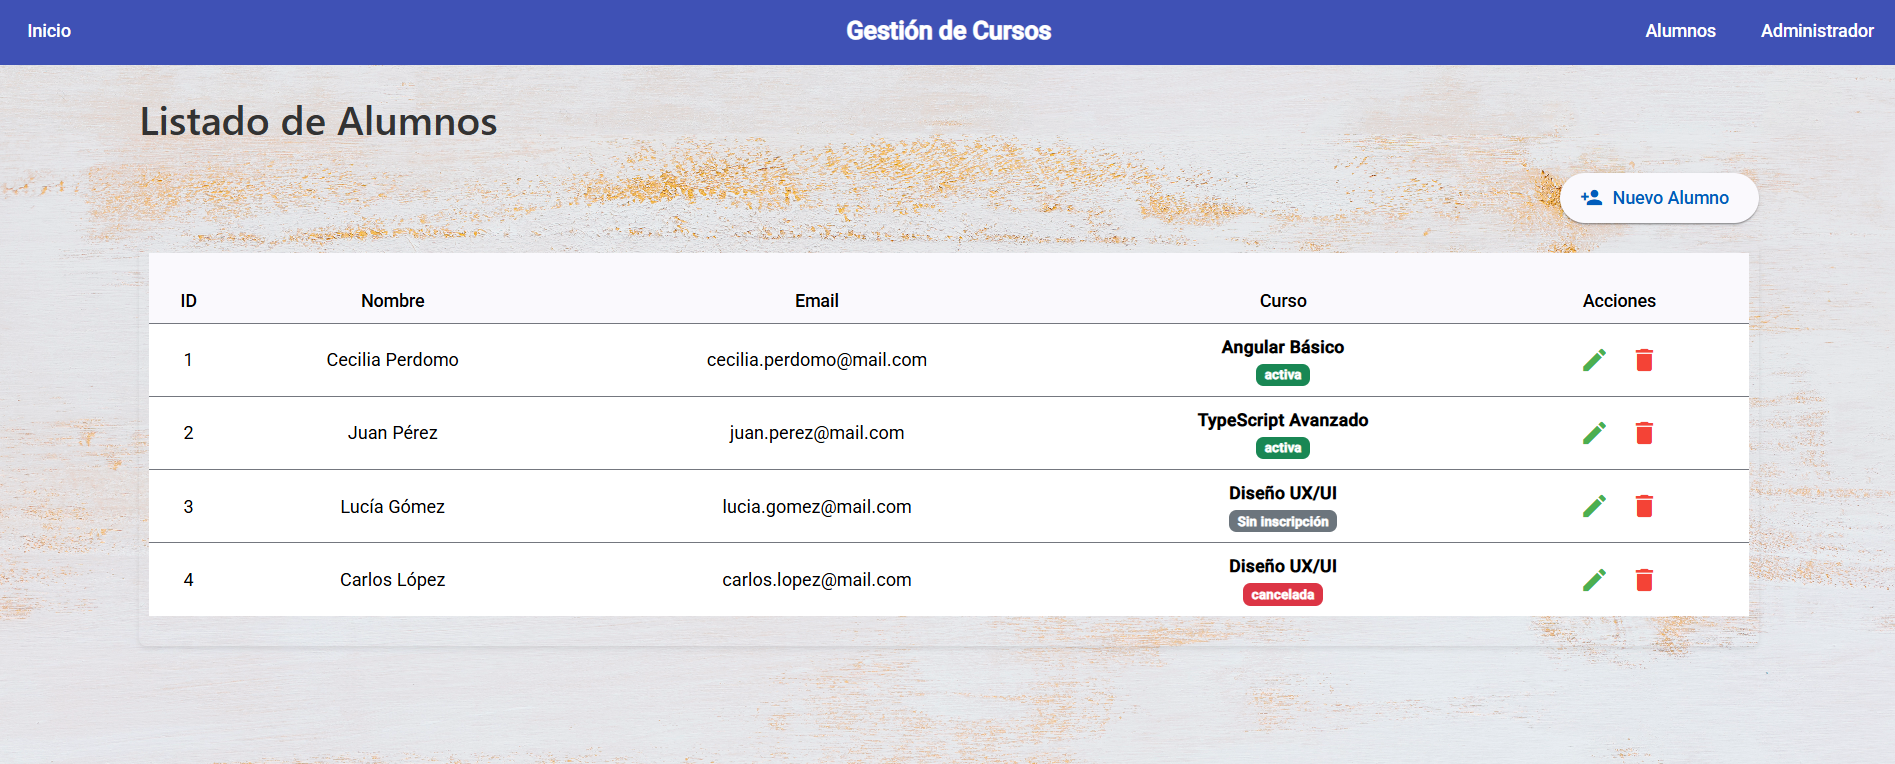 Inicio Gestión de Cursos Alumnos Administrador
Listado de Alumnos
Nuevo Alumno
ID Nombre Email Curso Acciones
1 Cecilia Perdomo cecilia.perdomo@mail.com Angular Básico
activa
2 Juan Pérez juan.perez@mail.com TypeScript Avanzado
activa
3 Lucía Gómez lucia.gomez@mail.com Diseño UX/UI
Sin inscripción
4 Carlos López carlos.lopez@mail.com Diseño UX/UI
cancelada